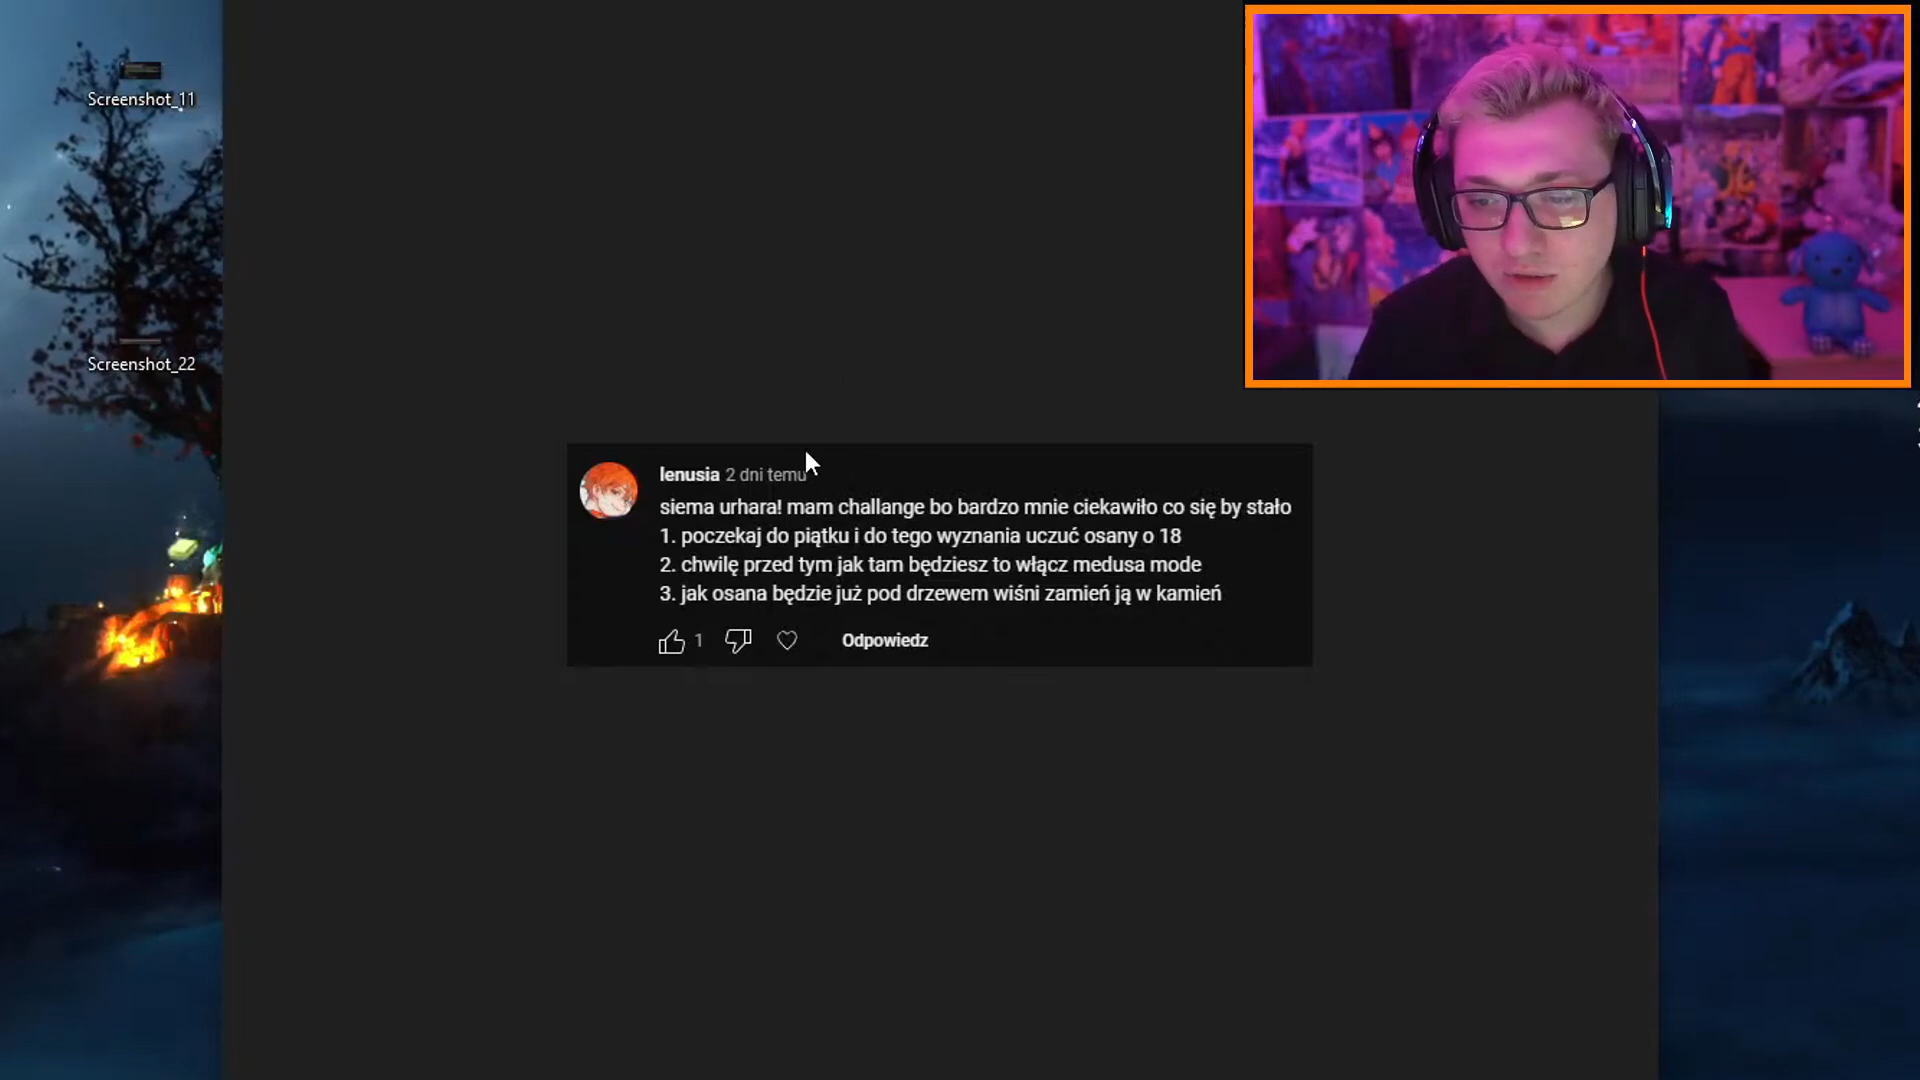 Screenshot_11
Screenshot_22
lenusia 2 dni temu
siema urhara! mam challange bo bardzo mnie ciekawiło co się by stało
1. poczekaj do piątku i do tego wyznania uczuć osany o 18
2. chwilę przed tym jak tam będziesz to włącz medusa mode
3. jak osana będzie już pod drzewem wiśni zamień ją w kamień
1
Odpowiedz